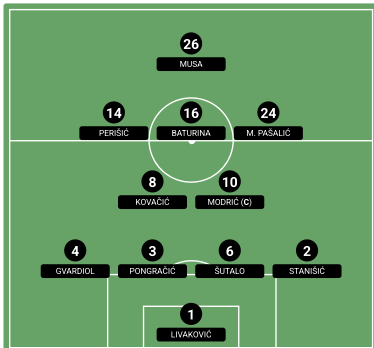 26
MUSA
14 16 24
PERIŠIĆ BATURINA M. PAŠALIĆ
8 10
KOVAČIĆ MODRIĆ (C)
4 3 6 2
GVARDIOL PONGRAČIĆ ŠUTALO STANIŠIĆ
1
LIVAKOVIĆ